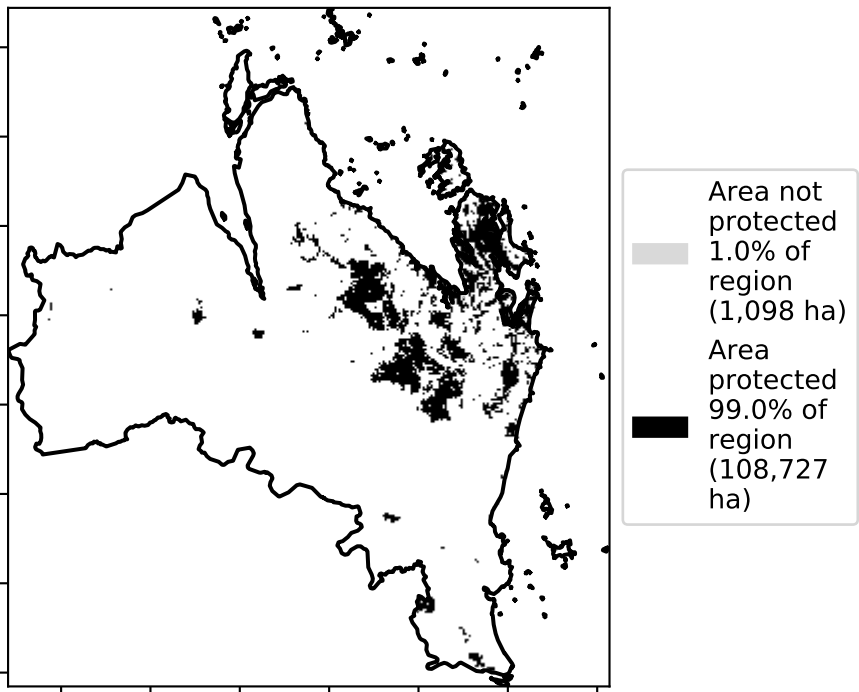 Area not
protected
1.0% of
region
(1,098 ha)
Area
protected
99.0% of
region
(108,727
ha)